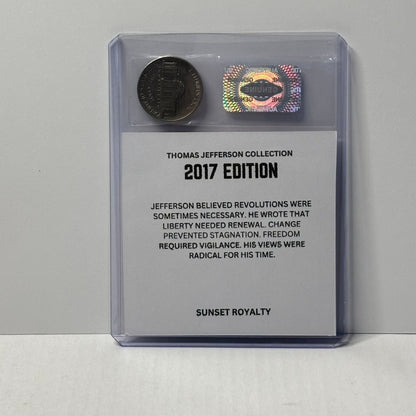 GENUINE
THOMAS JEFFERSON COLLECTION
2017 EDITION
JEFFERSON BELIEVED REVOLUTIONS WERE
SOMETIMES NECESSARY. HE WROTE THAT
LIBERTY NEEDED RENEWAL. CHANGE
PREVENTED STAGNATION. FREEDOM
REQUIRED VIGILANCE. HIS VIEWS WERE
RADICAL FOR HIS TIME.
SUNSET ROYALTY